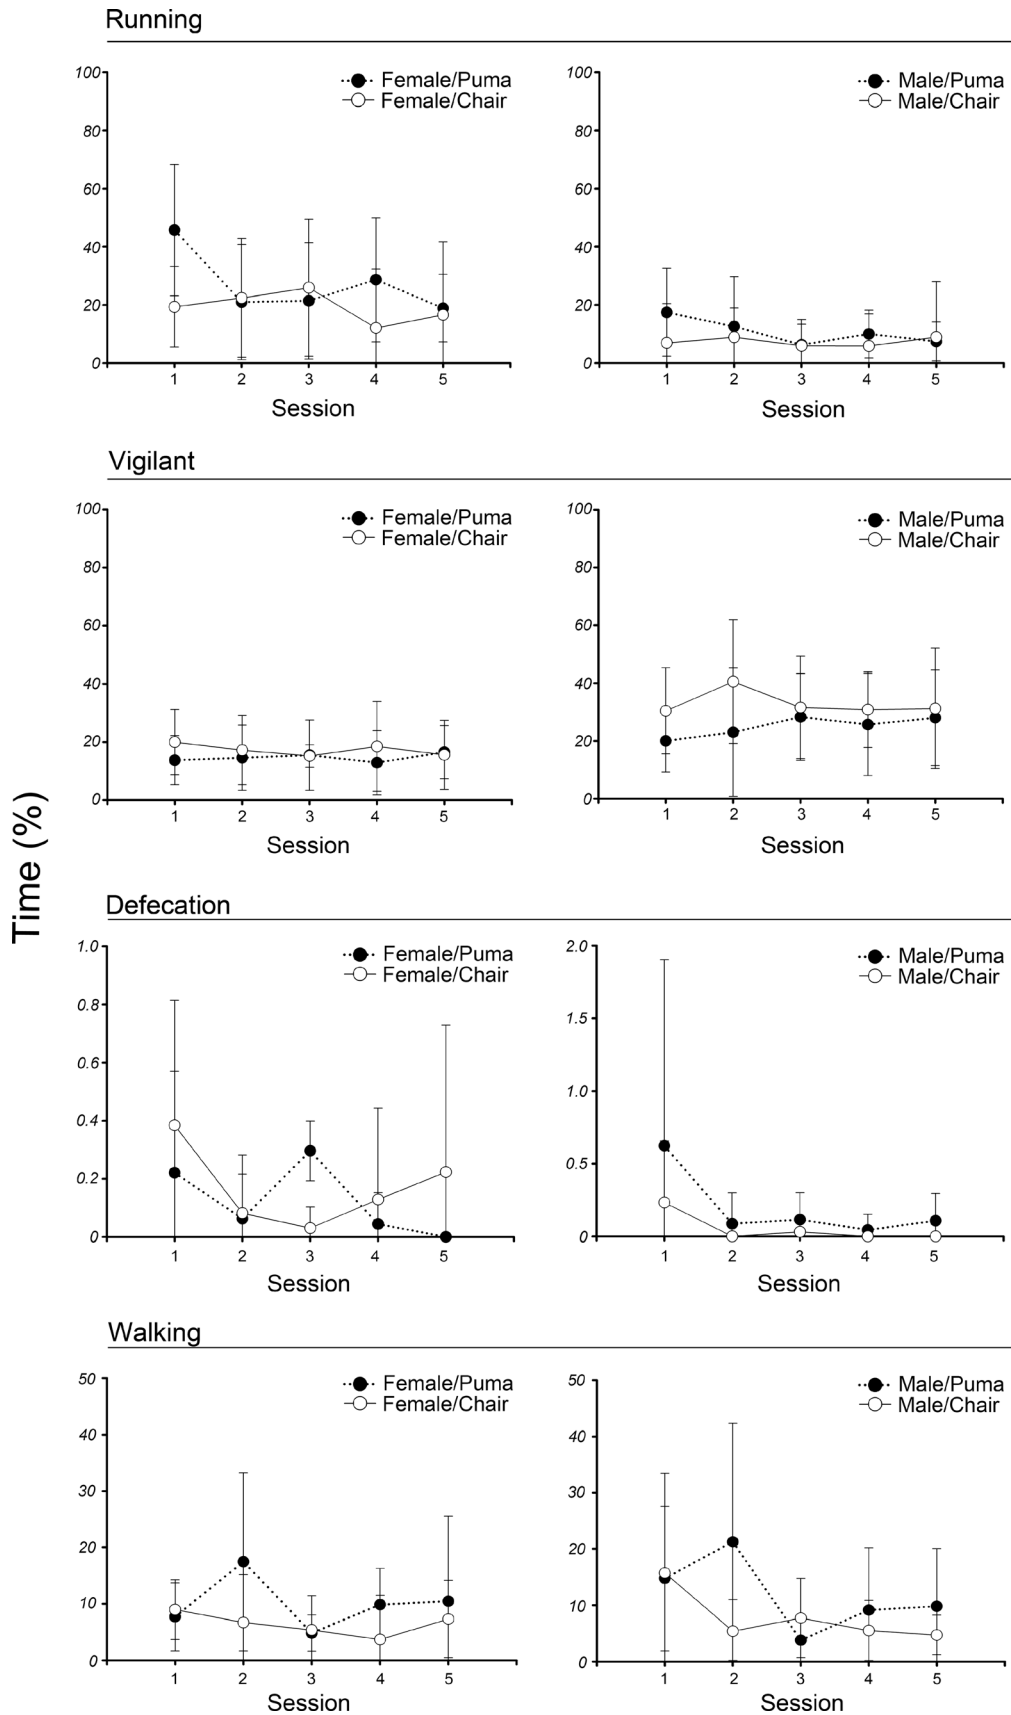 Running
100
80
60
40
20
0
Female/Puma
Female/Chair
1 2 3 4 5
Session
100
80
60
40
20
0
Male/Puma
Male/Chair
1 2 3 4 5
Session
Vigilant
100
80
60
40
20
0
Female/Puma
Female/Chair
1 2 3 4 5
Session
100
80
60
40
20
0
Male/Puma
Male/Chair
1 2 3 4 5
Session
Time (%)
Defecation
1.0
0.8
0.6
0.4
0.2
0
Female/Puma
Female/Chair
1 2 3 4 5
Session
2.0
1.5
1.0
0.5
0
Male/Puma
Male/Chair
1 2 3 4 5
Session
Walking
50
40
30
20
10
0
Female/Puma
Female/Chair
1 2 3 4 5
Session
50
40
30
20
10
0
Male/Puma
Male/Chair
1 2 3 4 5
Session